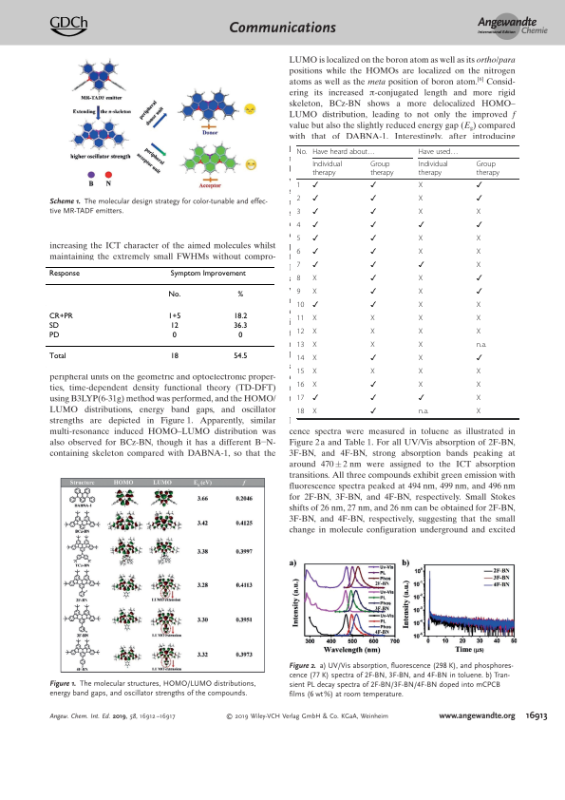 GDCh
Communications
Angewandte
International Edition Chemie
MR-TADF emitter
Extending the π-skeleton
higher oscillator strength
peripheral
donor unit
peripheral
acceptor unit
Donor
Acceptor
B N
Scheme 1. The molecular design strategy for color-tunable and effec-
tive MR-TADF emitters.
increasing the ICT character of the aimed molecules whilst
maintaining the extremely small FWHMs without compro-
Response Symptom Improvement
No. %
CR+PR 1+5 18.2
SD 12 36.3
PD 0 0
Total 18 54.5
peripheral units on the geometric and optoelectronic proper-
ties, time-dependent density functional theory (TD-DFT)
using B3LYP(6-31g) method was performed, and the HOMO/
LUMO distributions, energy band gaps, and oscillator
strengths are depicted in Figure 1. Apparently, similar
multi-resonance induced HOMO–LUMO distribution was
also observed for BCz-BN, though it has a different B–N-
containing skeleton compared with DABNA-1, so that the
Structure HOMO LUMO Eg (eV) f
DABNA-1 3.66 0.2046
BCz-BN 3.42 0.4125
3.38 0.3997
2F-BN 3.28 0.4113
3F-BN 3.30 0.3951
4F-BN 3.32 0.3973
Figure 1. The molecular structures, HOMO/LUMO distributions,
energy band gaps, and oscillator strengths of the compounds.
LUMO is localized on the boron atom as well as its ortho/para
positions while the HOMOs are localized on the nitrogen
atoms as well as the meta position of boron atom.[9] Consid-
ering its increased π-conjugated length and more rigid
skeleton, BCz-BN shows a more delocalized HOMO–
LUMO distribution, leading to not only the improved f
value but also the slightly reduced energy gap (Eg) compared
with that of DABNA-1. Interestingly, after introducing
No. Have heard about… Have used…
Individual therapy Group therapy Individual therapy Group therapy
1 ✓ ✓ X ✓
2 ✓ ✓ X ✓
3 ✓ ✓ X X
4 ✓ ✓ ✓ ✓
5 ✓ ✓ X X
6 ✓ ✓ X X
7 ✓ ✓ ✓ X
8 X ✓ X ✓
9 X ✓ X ✓
10 ✓ ✓ X X
11 X X X X
12 X X X X
13 X X X n.a.
14 X ✓ X ✓
15 X X X X
16 X ✓ X X
17 ✓ ✓ ✓ X
18 X ✓ n.a. X
cence spectra were measured in toluene as illustrated in
Figure 2 a and Table 1. For all UV/Vis absorption of 2F-BN,
3F-BN, and 4F-BN, strong absorption bands peaking at
around 470 ± 2 nm were assigned to the ICT absorption
transitions. All three compounds exhibit green emission with
fluorescence spectra peaked at 494 nm, 499 nm, and 496 nm
for 2F-BN, 3F-BN, and 4F-BN, respectively. Small Stokes
shifts of 26 nm, 27 nm, and 26 nm can be obtained for 2F-BN,
3F-BN, and 4F-BN, respectively, suggesting that the small
change in molecule configuration underground and excited
a)
Intensity (a.u.)
Uv-Vis
PL
Phos
2F-BN
Uv-Vis
PL
Phos
3F-BN
Uv-Vis
PL
Phos
4F-BN
300 400 500 600 700
Wavelength (nm)
b)
Intensity (a.u.)
2F-BN
3F-BN
4F-BN
0 10 20 30 40 50
Time (μs)
Figure 2. a) UV/Vis absorption, fluorescence (298 K), and phosphores-
cence (77 K) spectra of 2F-BN, 3F-BN, and 4F-BN in toluene. b) Tran-
sient PL decay spectra of 2F-BN/3F-BN/4F-BN doped into mCPCB
films (6 wt%) at room temperature.
Angew. Chem. Int. Ed. 2019, 58, 16912–16917
© 2019 Wiley-VCH Verlag GmbH & Co. KGaA, Weinheim
www.angewandte.org 16913